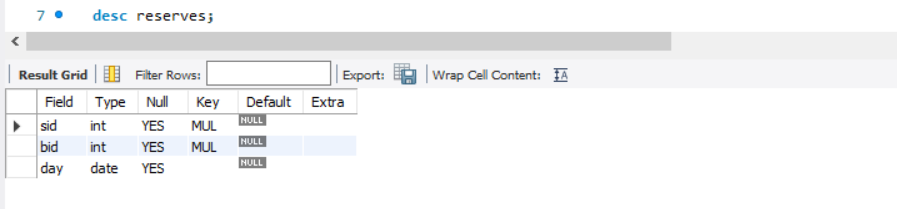 7 desc reserves;
Result Grid Filter Rows: Export: Wrap Cell Content: IA
Field Type Null Key Default Extra
sid int YES MUL NULL
bid int YES MUL NULL
day date YES NULL